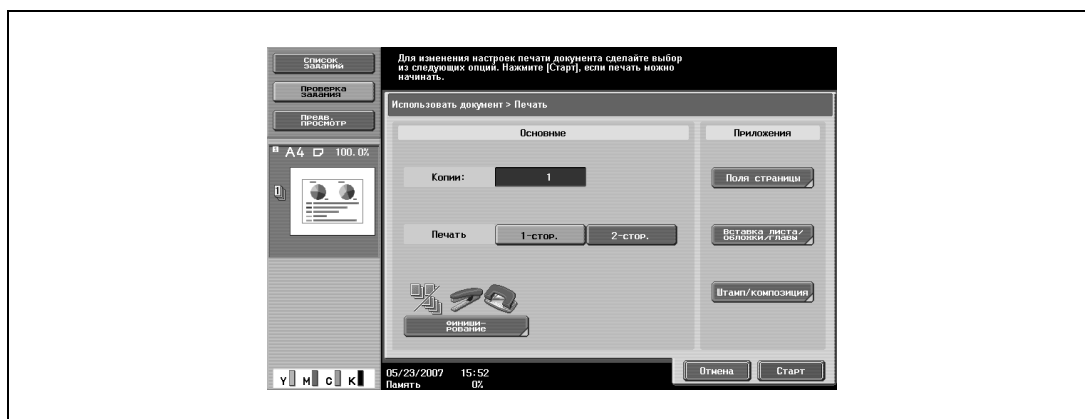 Список
задания
Проверка
задания
Предв.
просмотр
A4 100.0%
1
Для изменения настроек печати документа сделайте выбор
из следующих опций. Нажмите [Старт], если печать можно
начинать.
Использовать документ > Печать
Основные
Копии: 1
Печать 1-стор. 2-стор.
Финиши-
рование
Приложения
Поля страницы
Вставка листа/
обложки/главы
Штамп/композиция
Y M C K
05/23/2007 15:52
Память 0%
Отмена Старт